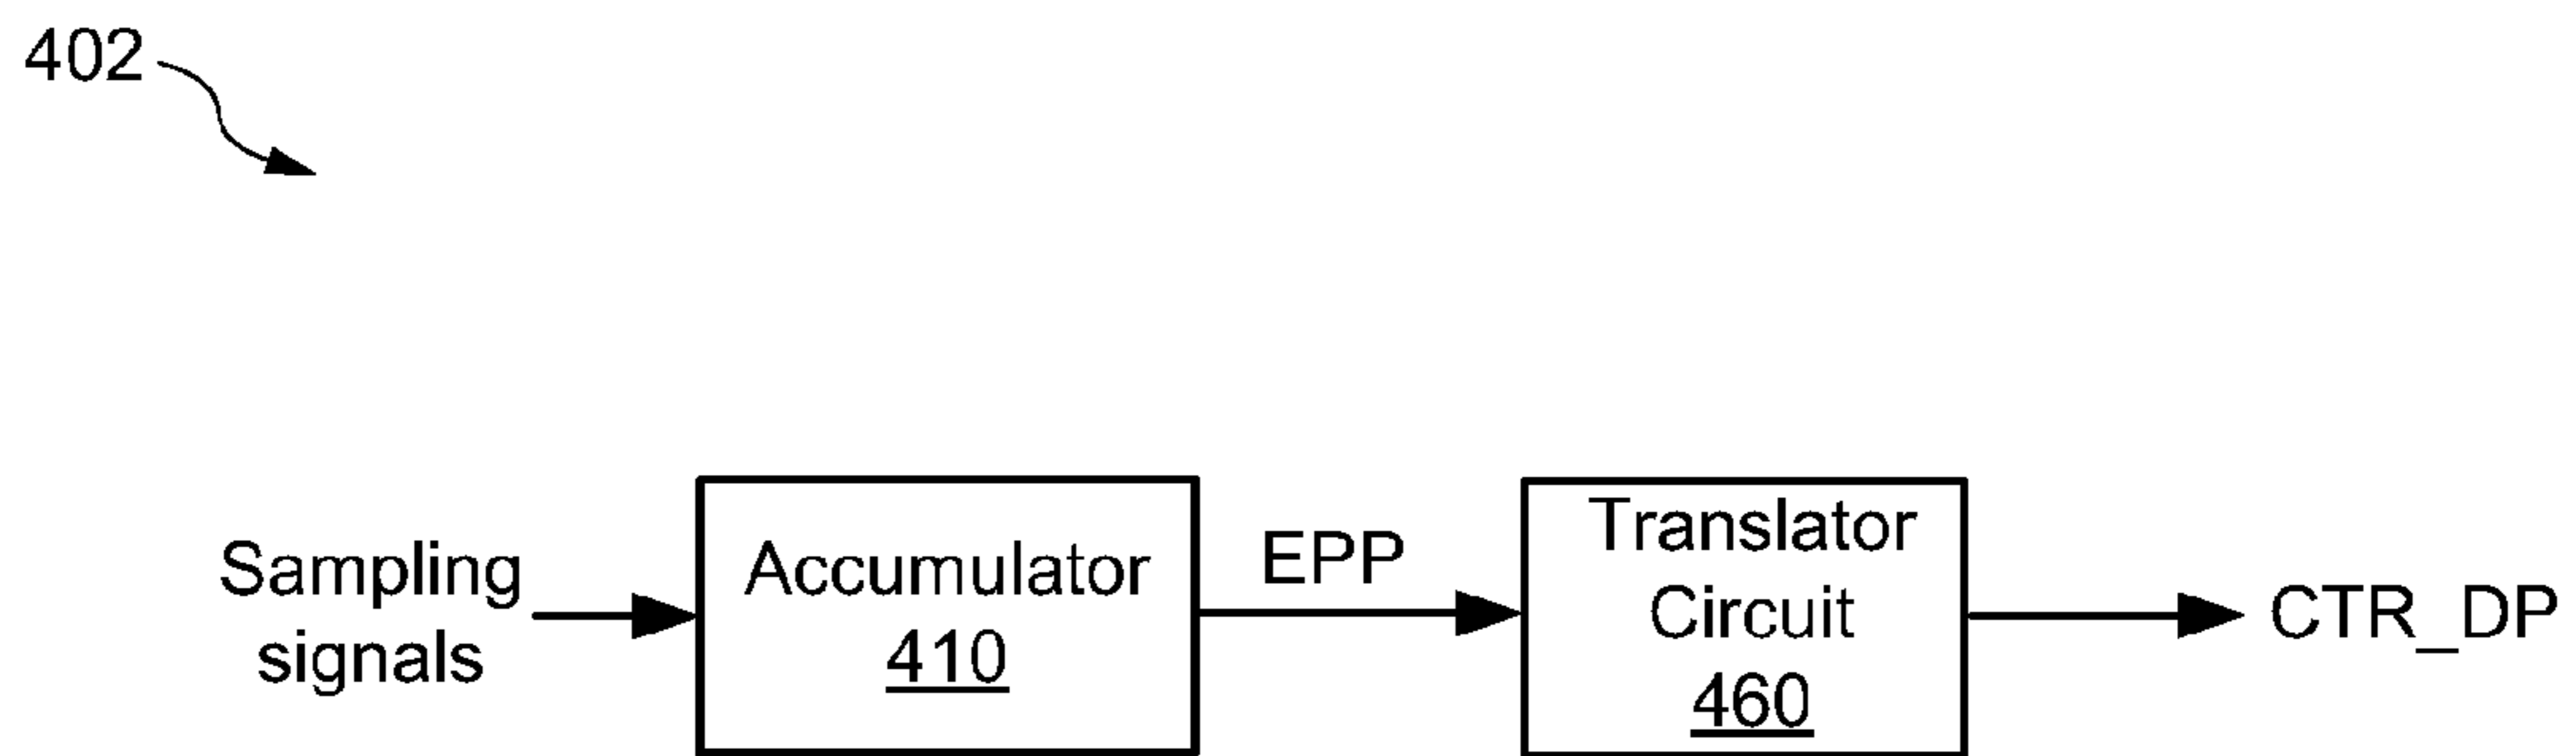 402
Sampling
signals
Accumulator
410
EPP
Translator
Circuit
460
CTR_DP